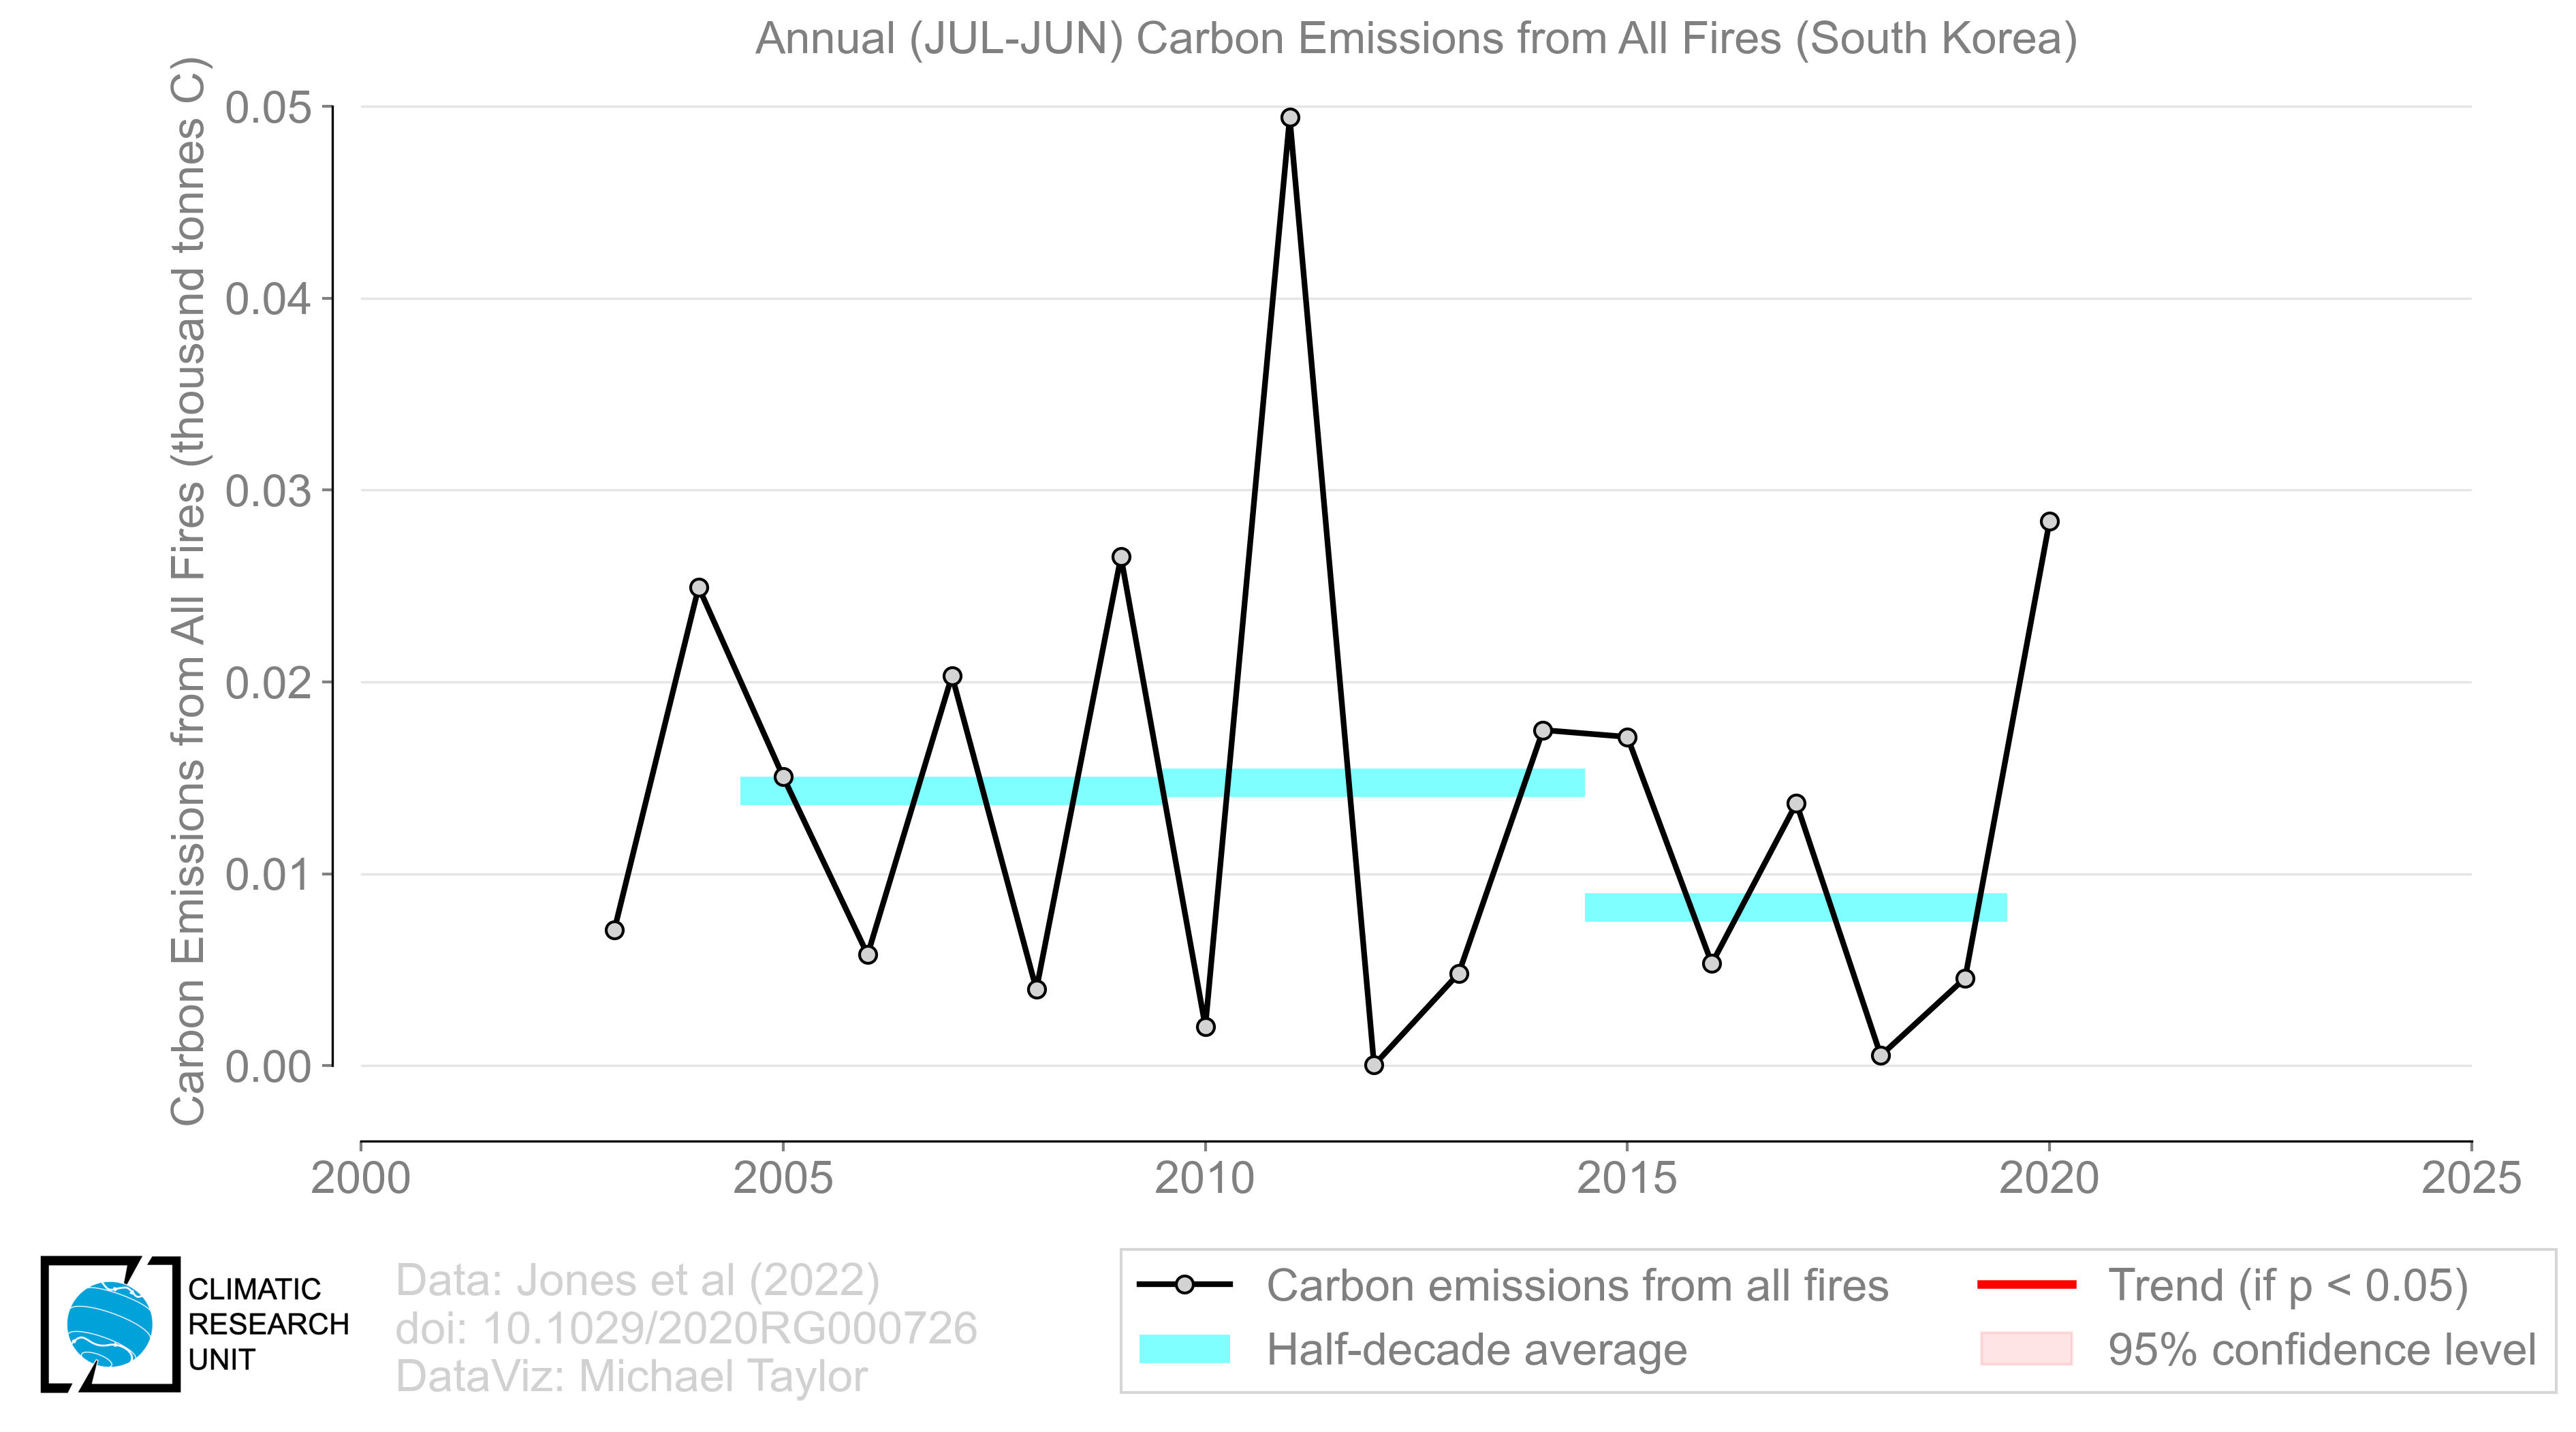 Annual (JUL-JUN) Carbon Emissions from All Fires (South Korea)
Carbon Emissions from All Fires (thousand tonnes C)
0.05
0.04
0.03
0.02
0.01
0.00
2000
2005
2010
2015
2020
2025
CLIMATIC
RESEARCH
UNIT
Data: Jones et al (2022)
doi: 10.1029/2020RG000726
DataViz: Michael Taylor
Carbon emissions from all fires
Half-decade average
Trend (if p < 0.05)
95% confidence level